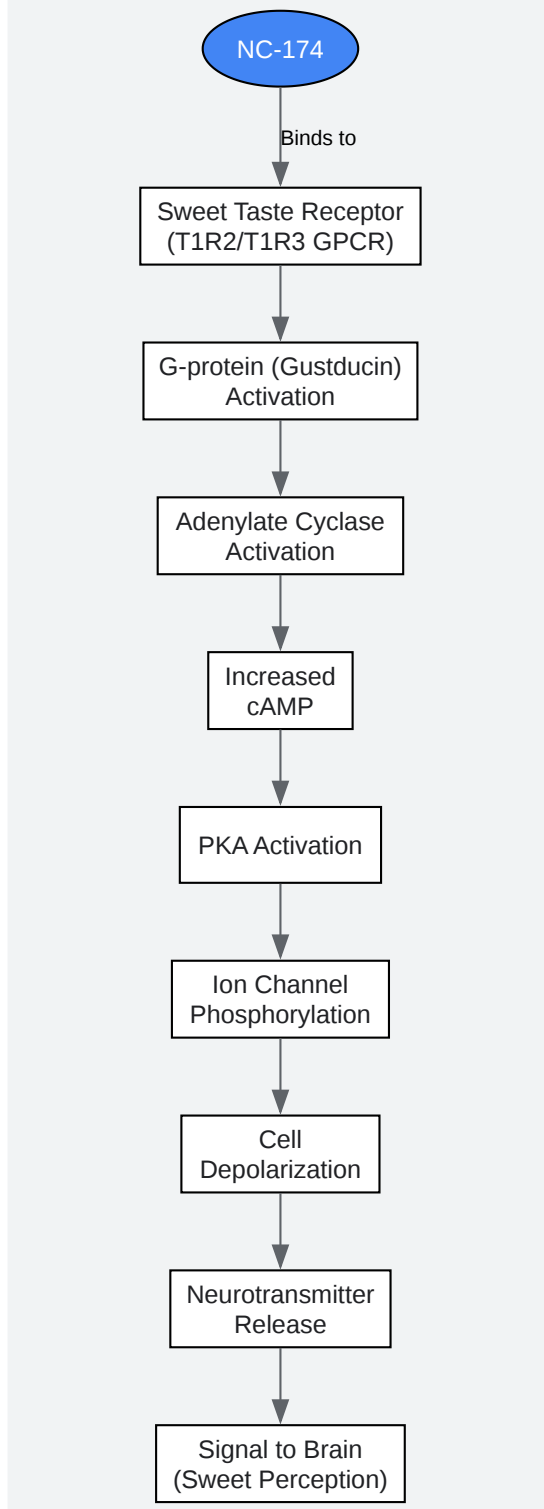 NC-174
Binds to
Sweet Taste Receptor
(T1R2/T1R3 GPCR)
G-protein (Gustducin)
Activation
Adenylate Cyclase
Activation
Increased
cAMP
PKA Activation
Ion Channel
Phosphorylation
Cell
Depolarization
Neurotransmitter
Release
Signal to Brain
(Sweet Perception)